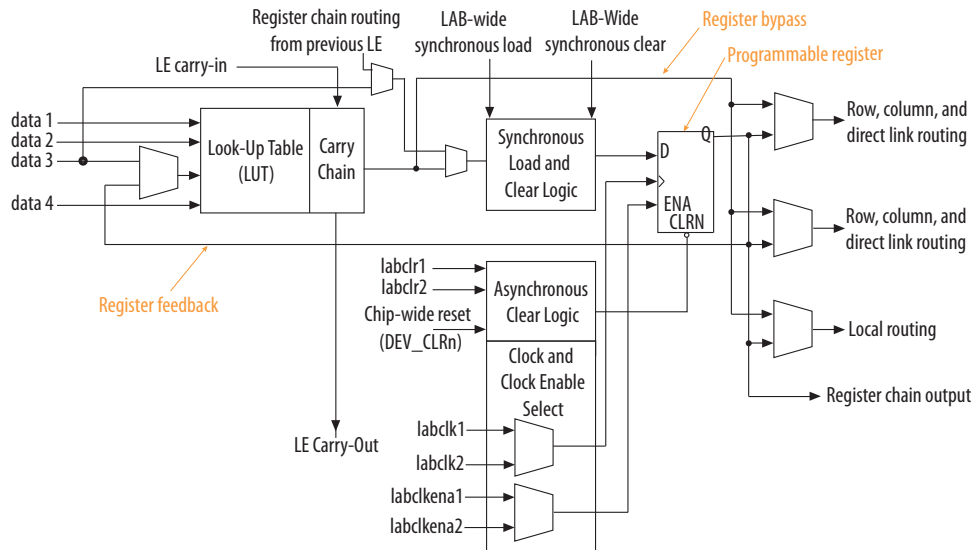 Register chain routing
from previous LE
LAB-wide
synchronous load
LAB-Wide
synchronous clear
Register bypass
Programmable register
LE carry-in
data 1
data 2
data 3
data 4
Look-Up Table
(LUT)
Carry
Chain
Synchronous
Load and
Clear Logic
D
Q
ENA
CLRN
Row, column, and
direct link routing
Row, column, and
direct link routing
Local routing
Register chain output
Register feedback
labclr1
labclr2
Chip-wide reset
(DEV_CLRn)
Asynchronous
Clear Logic
Clock and
Clock Enable
Select
labclk1
labclk2
labclkena1
labclkena2
LE Carry-Out